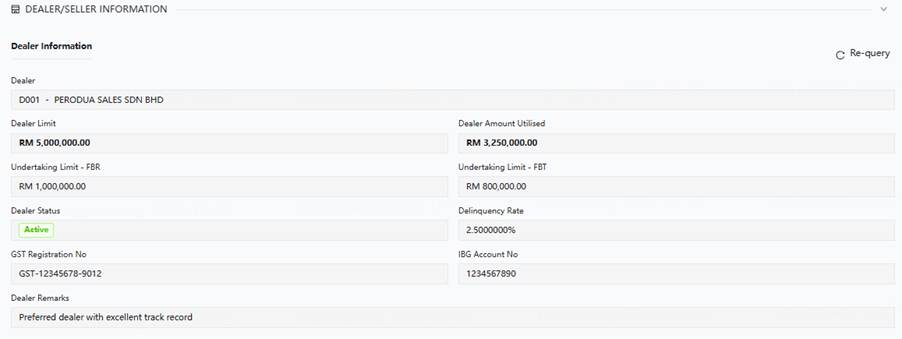 DEALER/SELLER INFORMATION
Dealer Information
Re-query
Dealer
D001 - PERODUA SALES SDN BHD
Dealer Limit
Dealer Amount Utilised
RM 5,000,000.00
RM 3,250,000.00
Undertaking Limit - FBR
Undertaking Limit - FBT
RM 1,000,000.00
RM 800,000.00
Dealer Status
Delinquency Rate
Active
2.5000000%
GST Registration No
IBG Account No
GST-12345678-9012
1234567890
Dealer Remarks
Preferred dealer with excellent track record